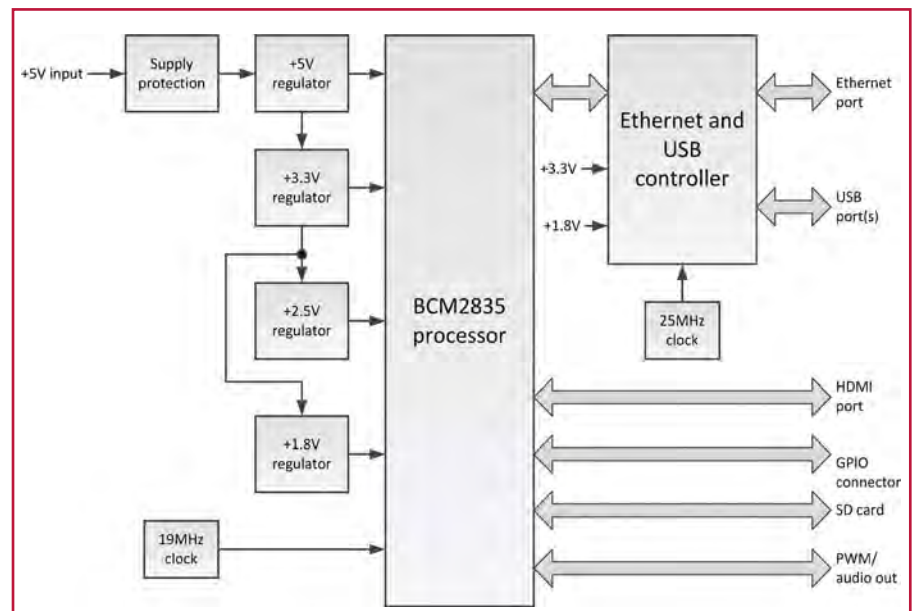 +5V input
Supply
protection
+5V
regulator
+3.3V
regulator
+2.5V
regulator
+1.8V
regulator
19MHz
clock
BCM2835
processor
Ethernet and
USB
controller
+3.3V
+1.8V
25MHz
clock
Ethernet
port
USB
port(s)
HDMI
port
GPIO
connector
SD card
PWM/
audio out